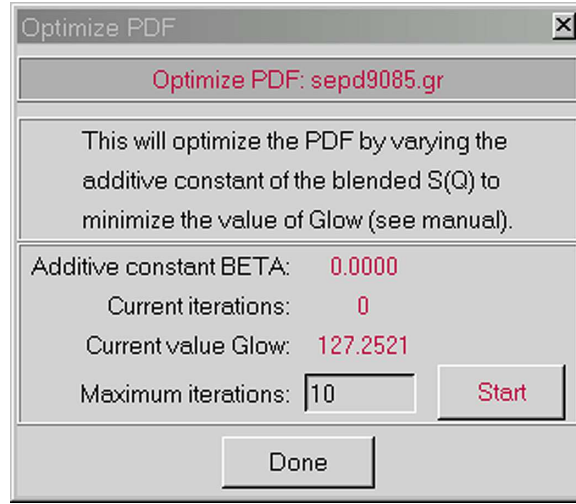 Optimize PDF
Optimize PDF: sepd9085.gr
This will optimize the PDF by varying the
additive constant of the blended S(Q) to
minimize the value of Glow (see manual).
Additive constant BETA: 0.0000
Current iterations: 0
Current value Glow: 127.2521
Maximum iterations: 10 Start
Done